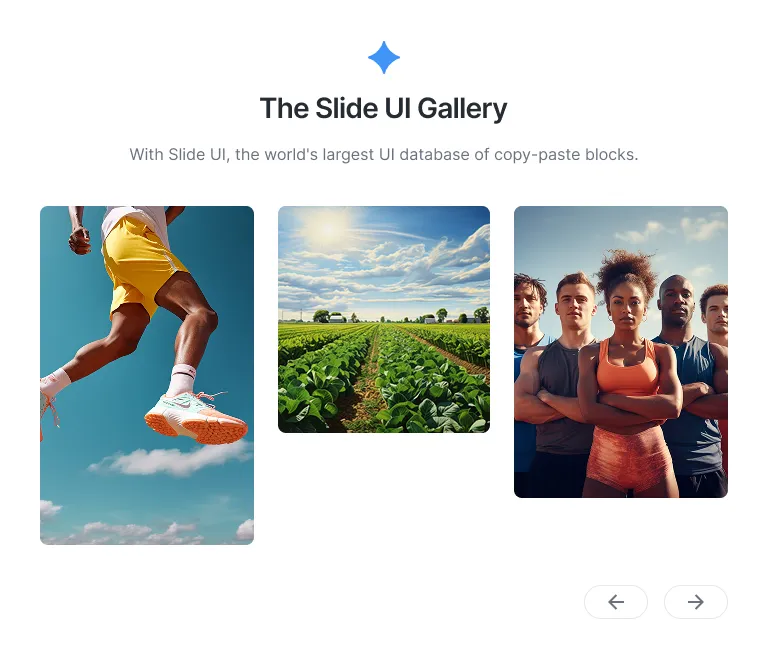 The Slide UI Gallery
With Slide UI, the world's largest UI database of copy-paste blocks.